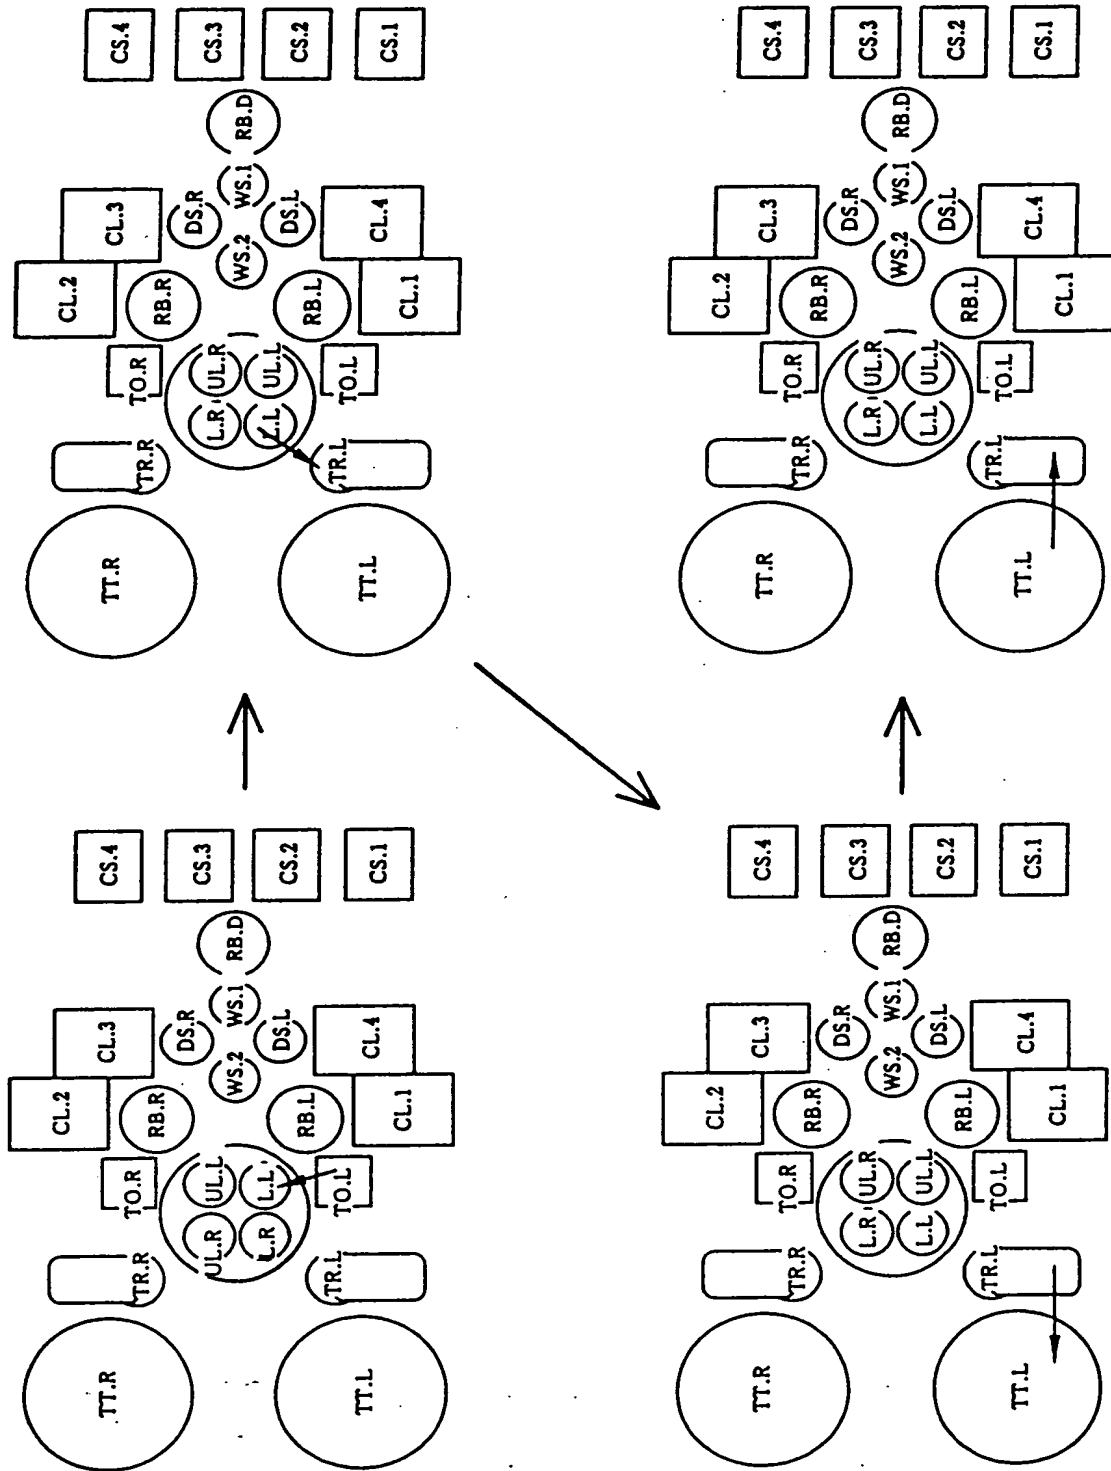 CS.4
CS.3
CS.2
CS.1
RB.D
WS.1
DS.R
DS.L
WS.2
CL.3
CL.4
CL.2
CL.1
RB.R
RB.L
TO.R
TO.L
UL.R
UL.L
L.R
L.L
TR.R
TR.L
TT.R
TT.L
CS.4
CS.3
CS.2
CS.1
RB.D
WS.1
DS.R
DS.L
WS.2
CL.3
CL.4
CL.2
CL.1
RB.R
RB.L
TO.R
TO.L
UL.R
UL.L
L.R
L.L
TR.R
TR.L
TT.R
TT.L
CS.4
CS.3
CS.2
CS.1
RB.D
WS.1
DS.R
DS.L
WS.2
CL.3
CL.4
CL.2
CL.1
RB.R
RB.L
TO.R
TO.L
UL.L
L.L
UL.R
L.R
TR.R
TR.L
TT.R
TT.L
CS.4
CS.3
CS.2
CS.1
RB.D
WS.1
DS.R
DS.L
WS.2
CL.3
CL.4
CL.2
CL.1
RB.R
RB.L
TO.R
TO.L
UL.R
UL.L
L.R
L.L
TR.R
TR.L
TT.R
TT.L